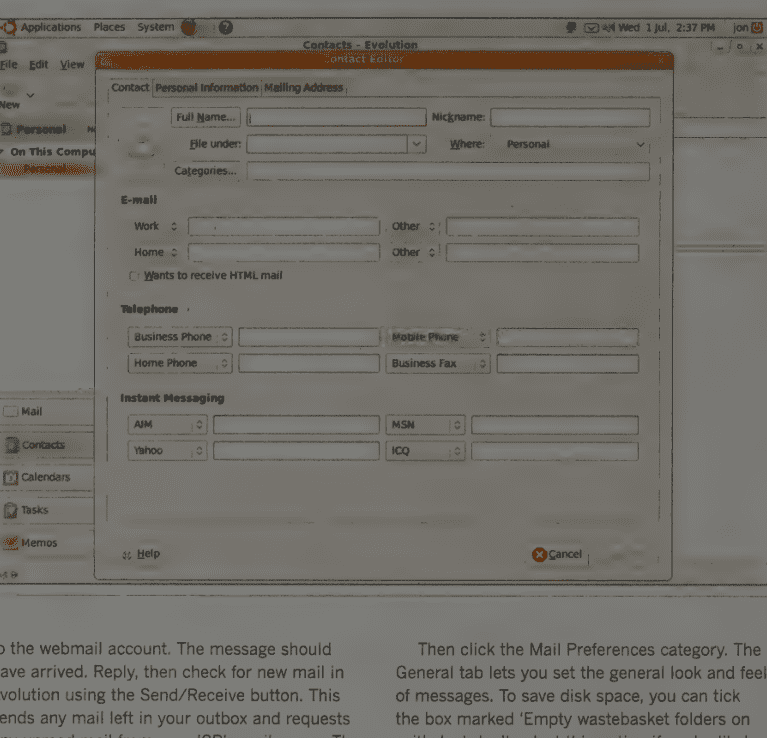 Applications Places System Wed 1 Jul, 2:37 PM jon
Contacts - Evolution
Contact Editor
File Edit View
New
Personal
On This Compu
Personal
Contact Personal Information Mailing Address
Full Name... Nickname:
File under: Where: Personal
Categories...
E-mail
Work Other
Home Other
Wants to receive HTML mail
Telephone
Business Phone Mobile Phone
Home Phone Business Fax
Instant Messaging
AIM MSN
Yahoo ICQ
Mail
Contacts
Calendars
Tasks
Memos
Help Cancel
o the webmail account. The message should
ave arrived. Reply, then check for new mail in
volution using the Send/Receive button. This
ends any mail left in your outbox and requests
Then click the Mail Preferences category. The
General tab lets you set the general look and feel
of messages. To save disk space, you can tick
the box marked ‘Empty wastebasket folders on